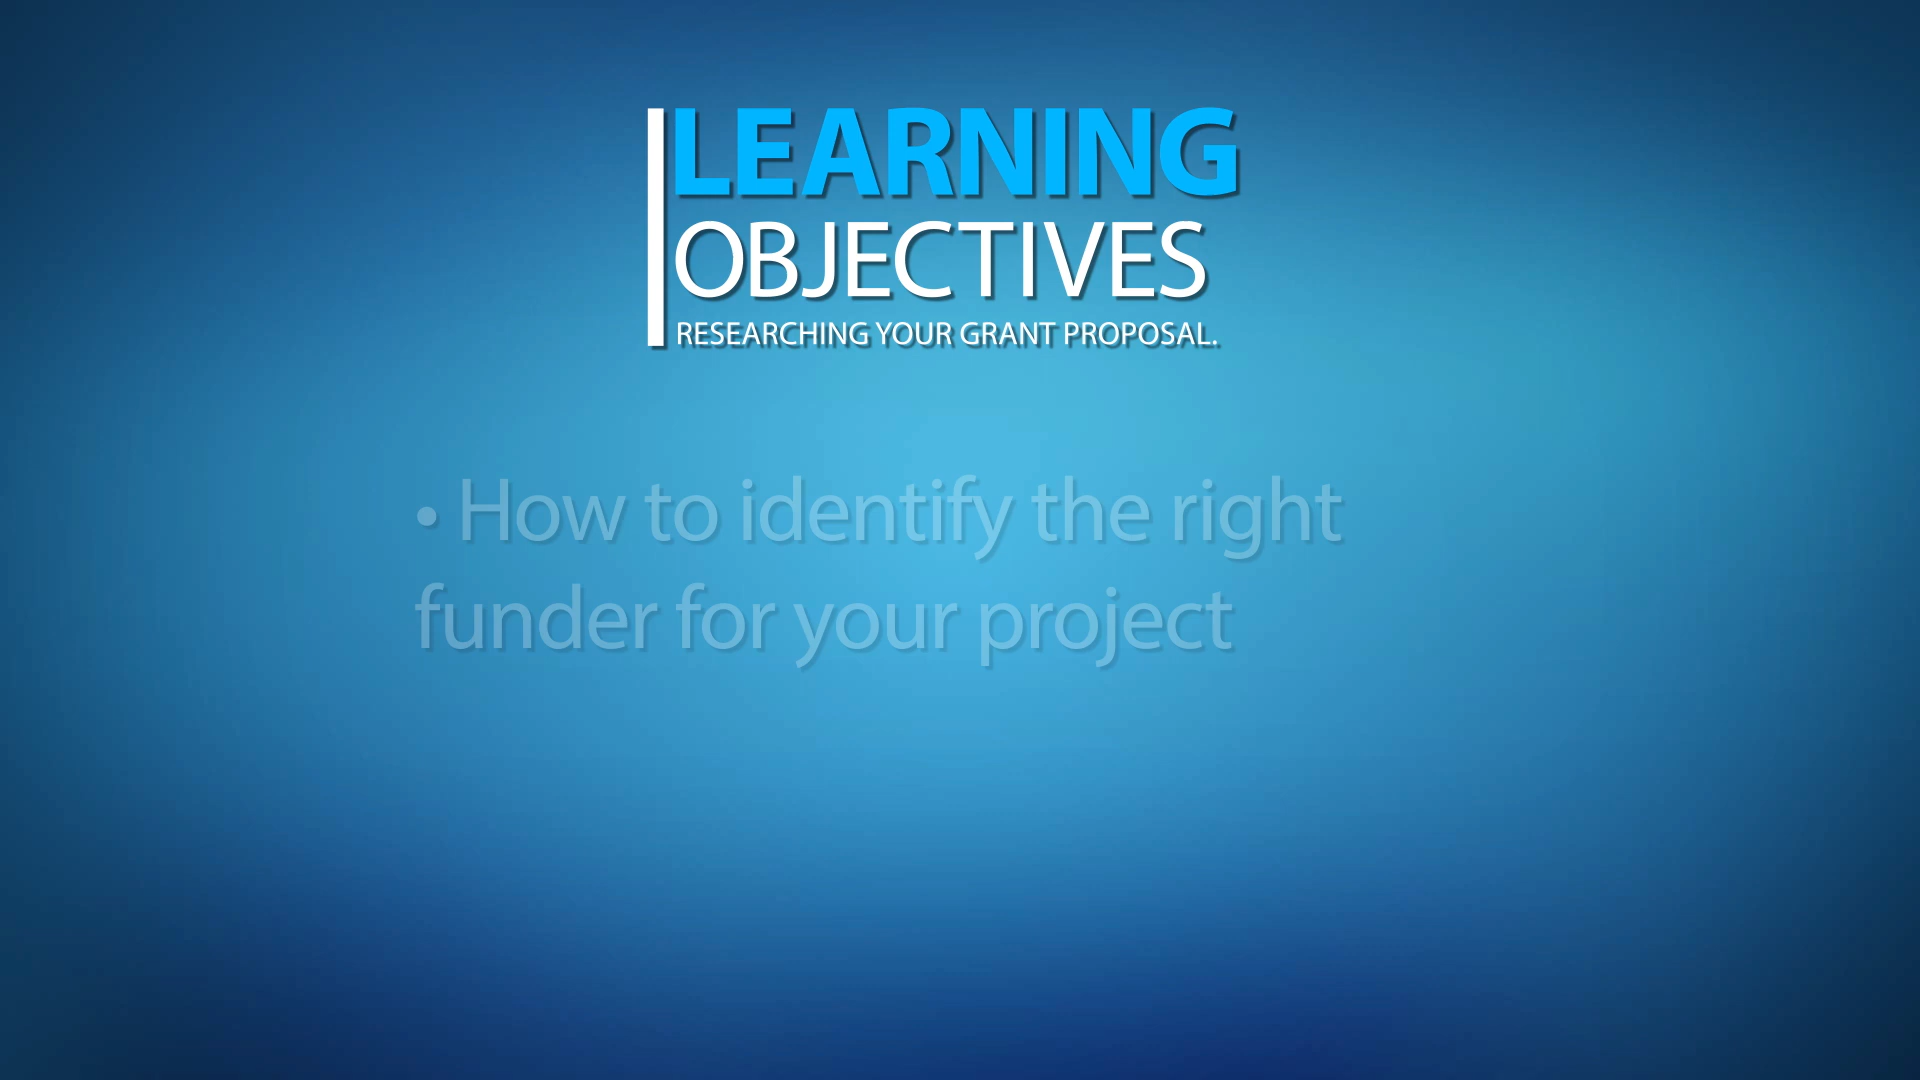 LEARNING
OBJECTIVES
RESEARCHING YOUR GRANT PROPOSAL.
• How to identify the right
funder for your project